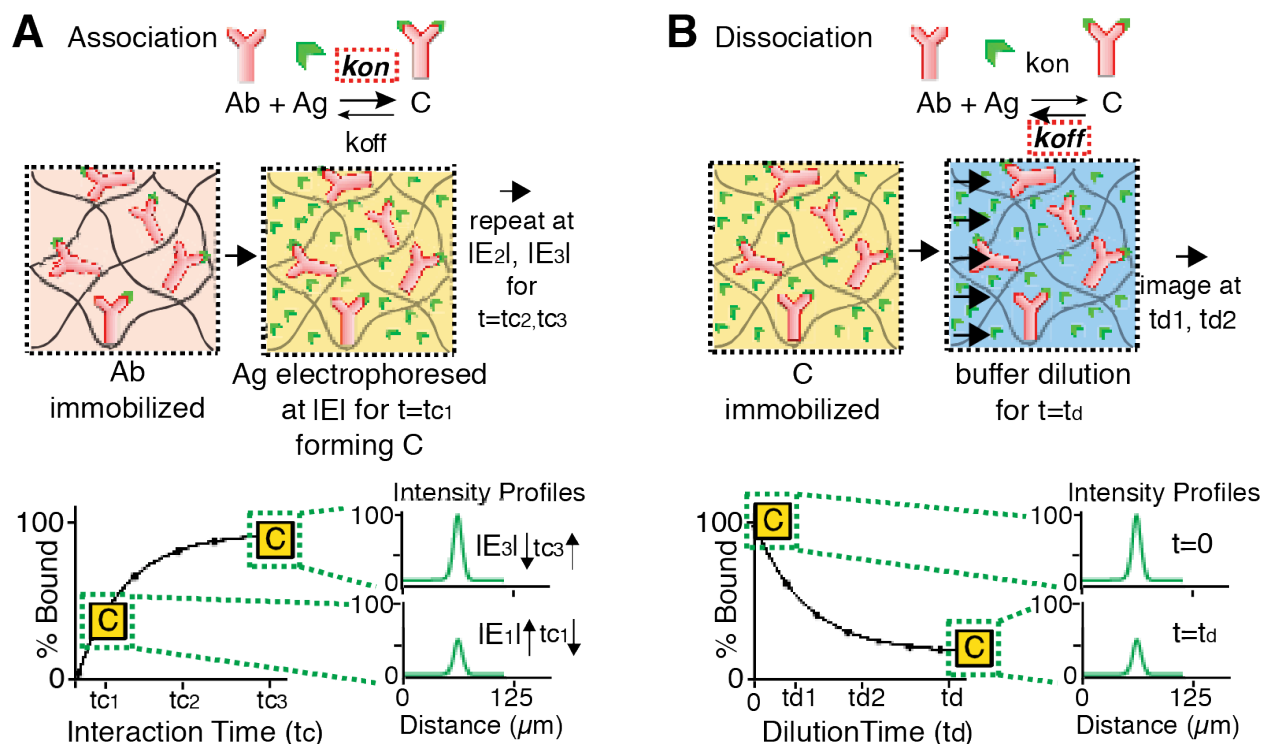 A Association
kon
Ab + Ag C
koff
Ab
immobilized
Ag electrophoresed
at |E| for t=tc1
forming C
repeat at
|E2|, |E3|
for
t=tc2,tc3
% Bound
100
0
C
C
tc1 tc2 tc3
Interaction Time (tc)
Intensity Profiles
100
0
|E3| tc3
100
0
|E1| tc1
0 125
Distance (μm)
B Dissociation
kon
Ab + Ag C
koff
C
immobilized
buffer dilution
for t=td
image at
td1, td2
% Bound
100
0
C
C
0 td1 td2 td
DilutionTime (td)
Intensity Profiles
100
0
t=0
100
0
t=td
0 125
Distance (μm)